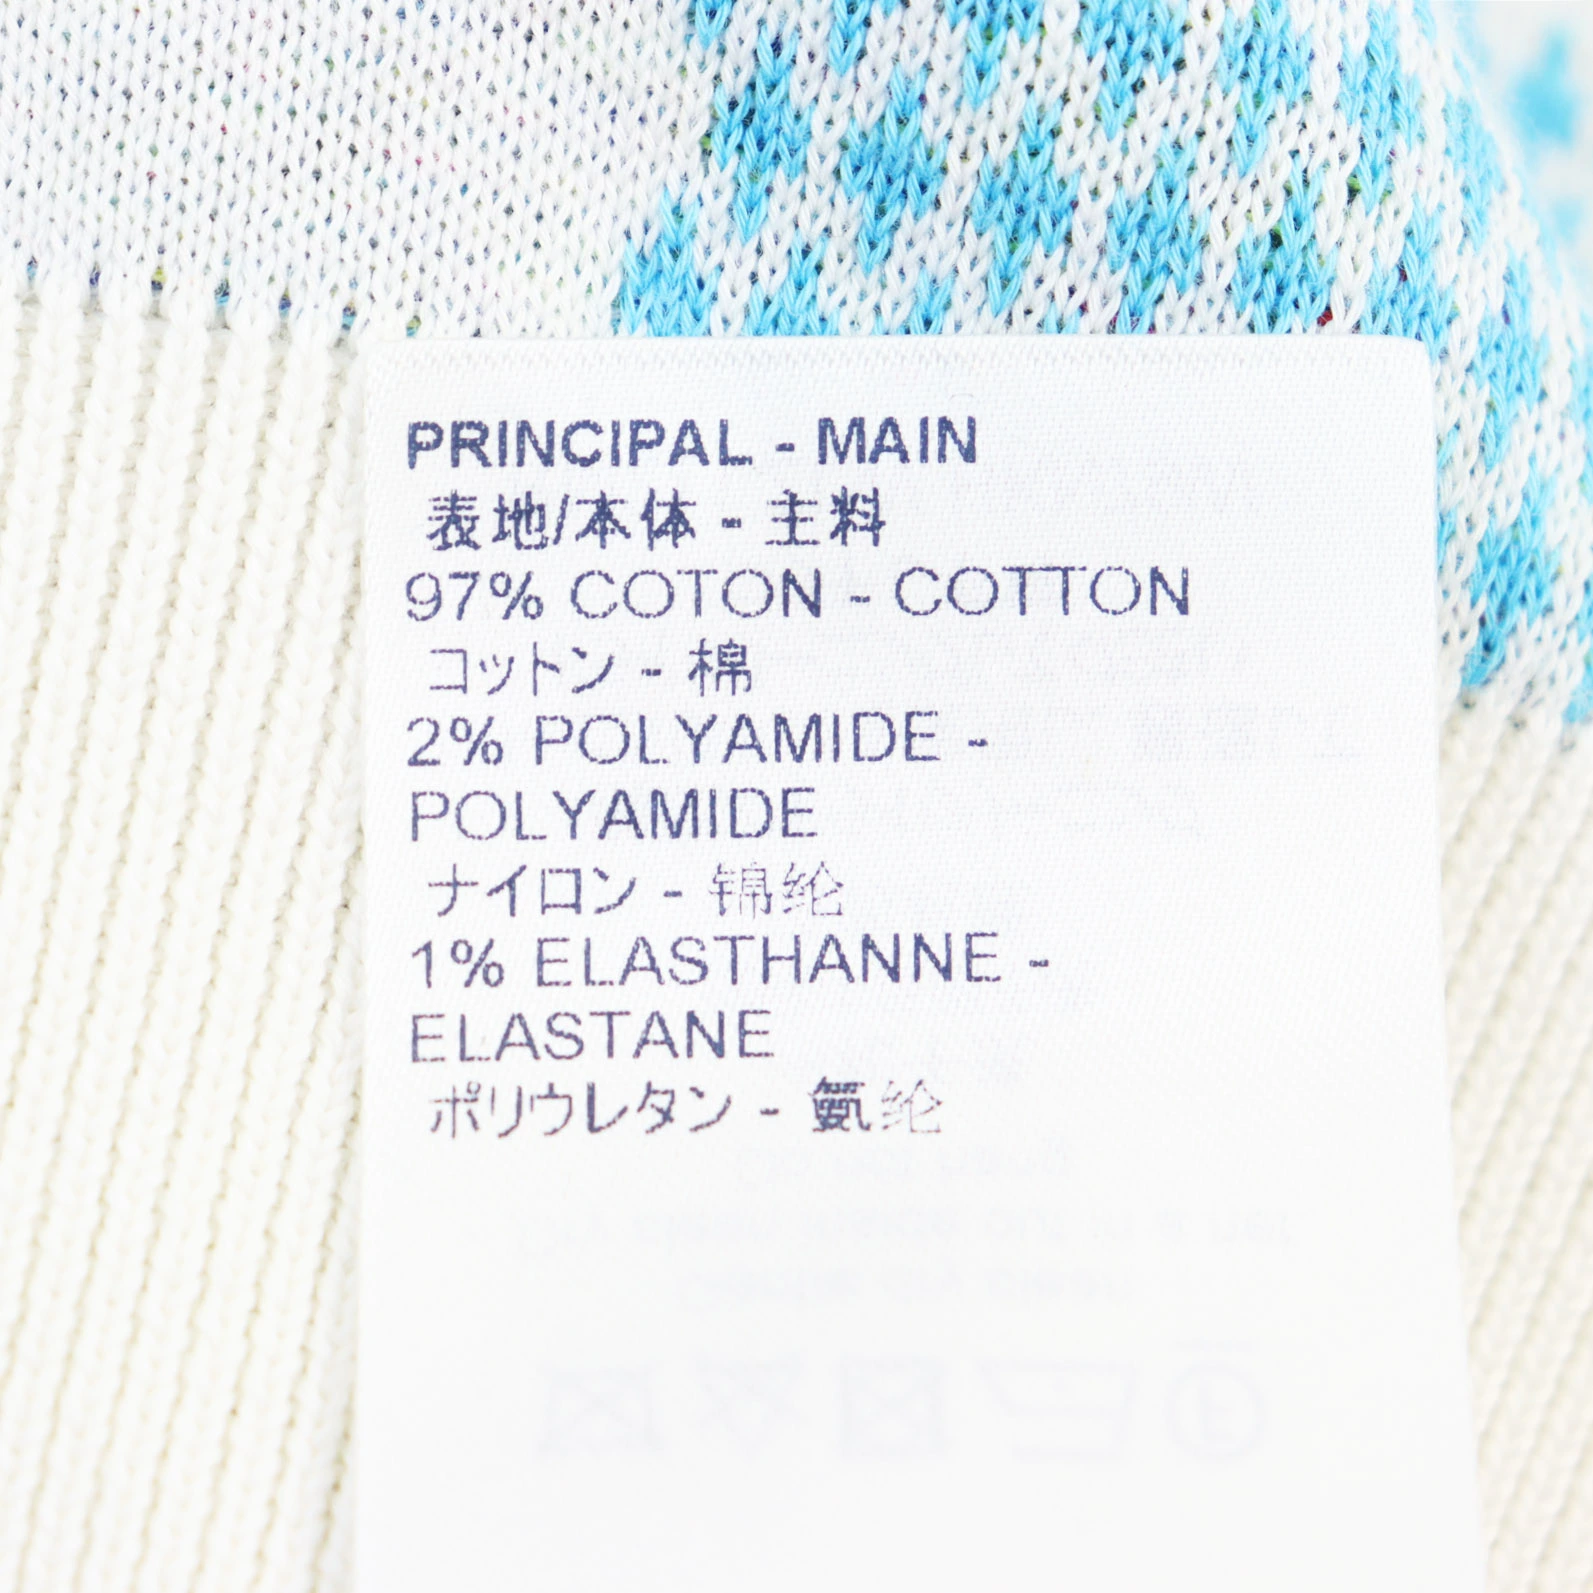 PRINCIPAL - MAIN
表地/本体 - 主料
97% COTON - COTTON
コットン - 棉
2% POLYAMIDE -
POLYAMIDE
ナイロン - 锦纶
1% ELASTHANNE -
ELASTANE
ポリウレタン - 氨纶